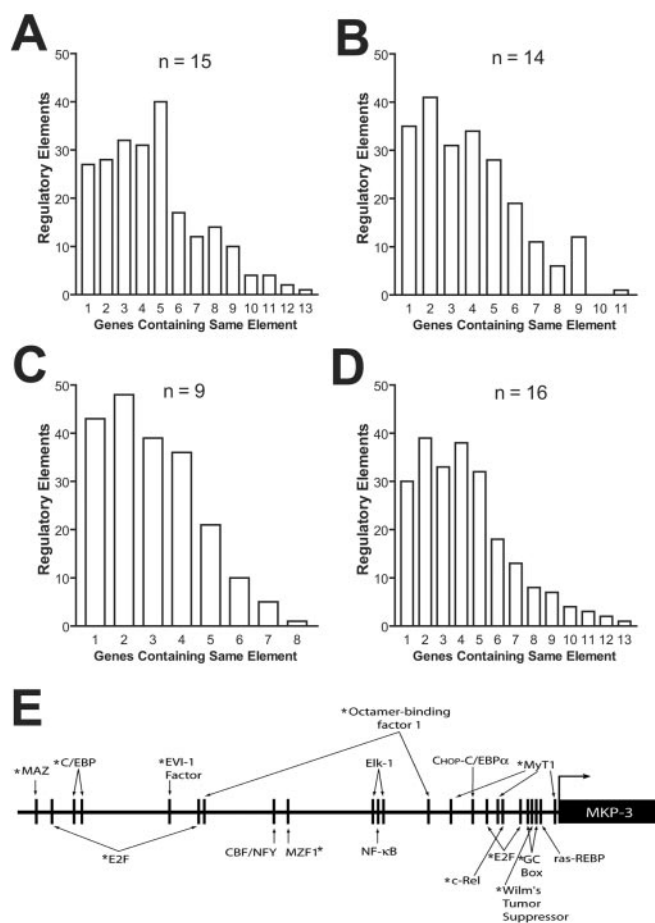 A
n = 15
Regulatory Elements
50
40
30
20
10
0
1 2 3 4 5 6 7 8 9 10 11 12 13
Genes Containing Same Element
B
n = 14
Regulatory Elements
50
40
30
20
10
0
1 2 3 4 5 6 7 8 9 10 11
Genes Containing Same Element
C
n = 9
Regulatory Elements
50
40
30
20
10
0
1 2 3 4 5 6 7 8
Genes Containing Same Element
D
n = 16
Regulatory Elements
50
40
30
20
10
0
1 2 3 4 5 6 7 8 9 10 11 12 13
Genes Containing Same Element
E
*Octamer-binding
factor 1
*MAZ
*C/EBP
*EVI-1
Factor
Elk-1
CHOP-C/EBPα
*MyT1
MKP-3
*E2F
CBF/NFY
MZF1*
NF-κB
*c-Rel
*E2F
*GC
Box
ras-REBP
*Wilm's
Tumor
Suppressor